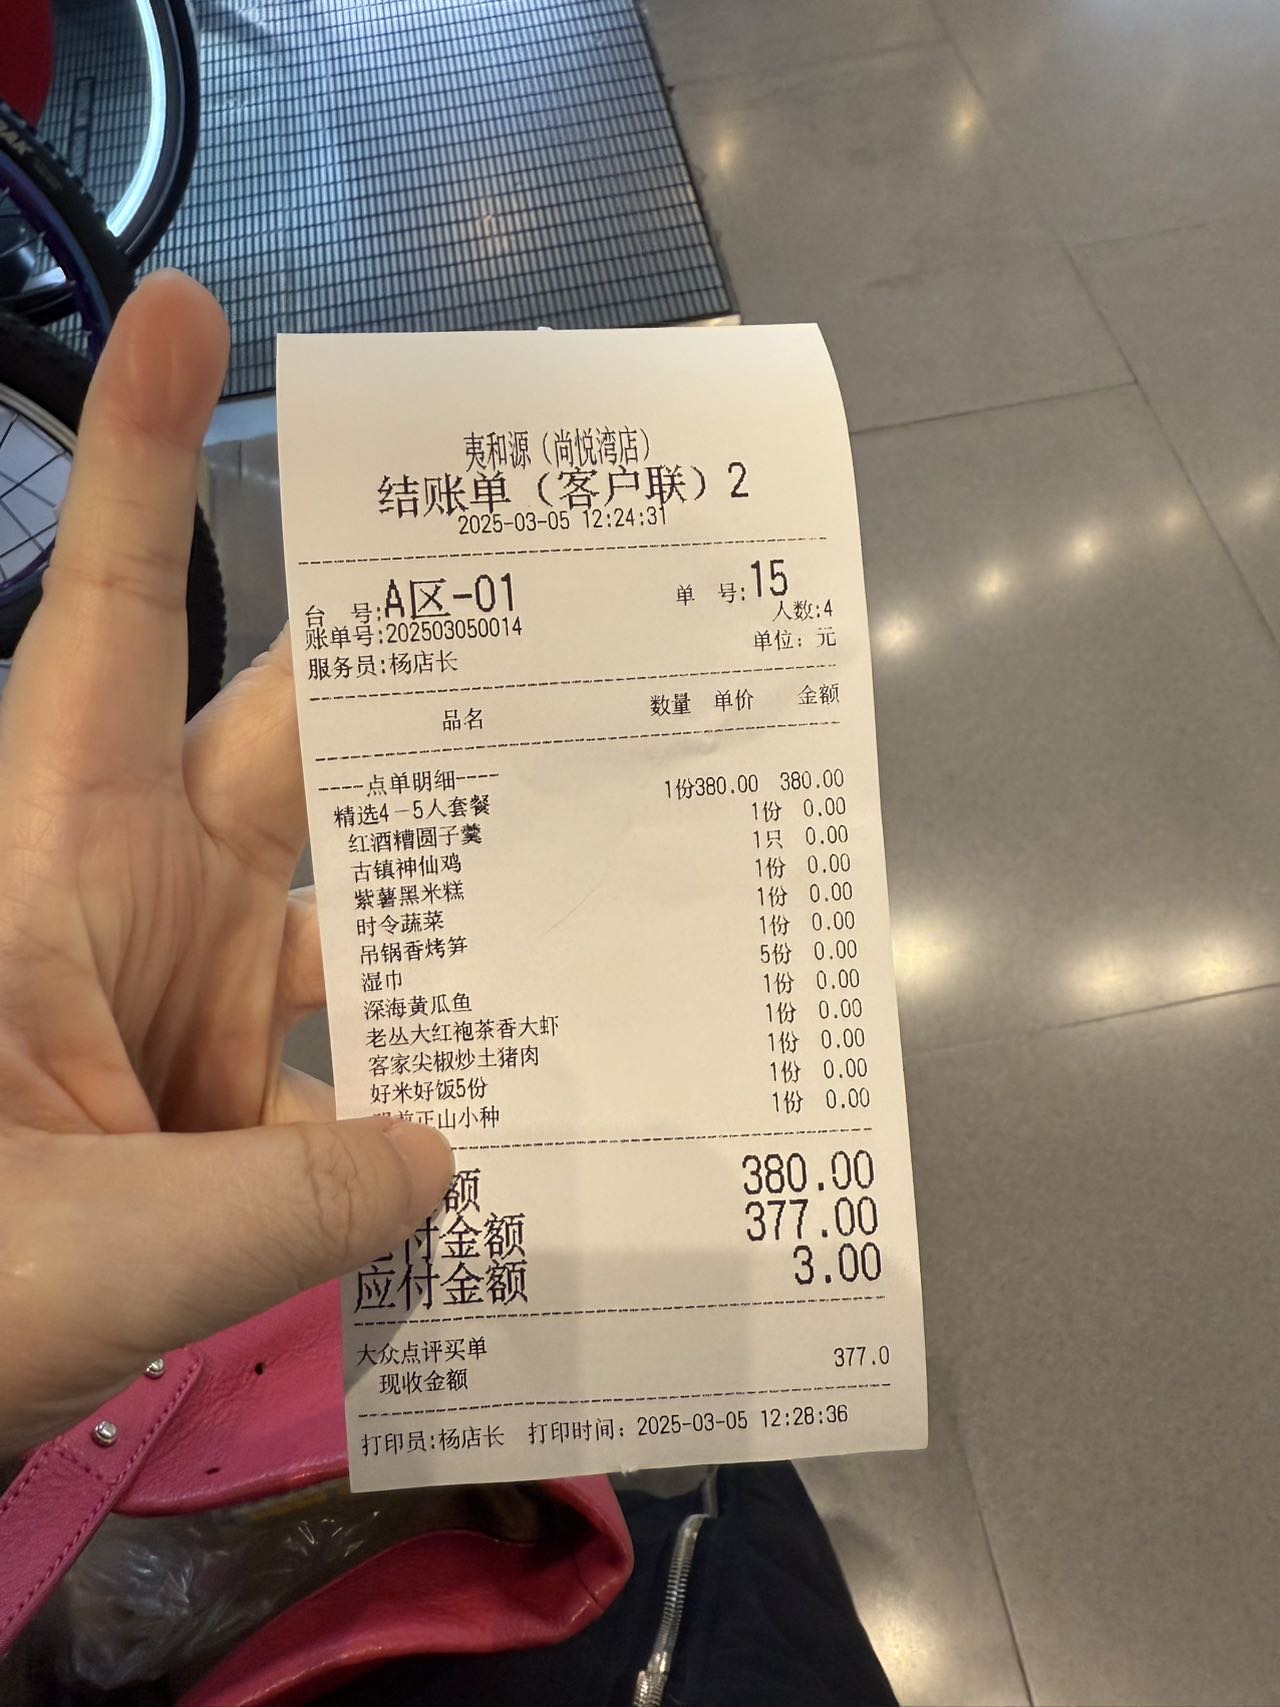 夷和源（尚悦湾店）
结账单（客户联）2
2025-03-05 12:24:31
台 号:A区-01 单 号:15
人数:4
账单号:202503050014
单位: 元
服务员:杨店长
品名 数量 单价 金额
----点单明细----
精选4-5人套餐 1份380.00 380.00
红酒糟圆子羹 1份 0.00
古镇神仙鸡 1只 0.00
紫薯黑米糕 1份 0.00
时令蔬菜 1份 0.00
吊锅香烤笋 1份 0.00
湿巾 5份 0.00
深海黄瓜鱼 1份 0.00
老丛大红袍茶香大虾 1份 0.00
客家尖椒炒土猪肉 1份 0.00
好米好饭5份 1份 0.00
正山小种 1份 0.00
额 380.00
付金额 377.00
应付金额 3.00
大众点评买单
现收金额 377.0
打印员:杨店长 打印时间: 2025-03-05 12:28:36